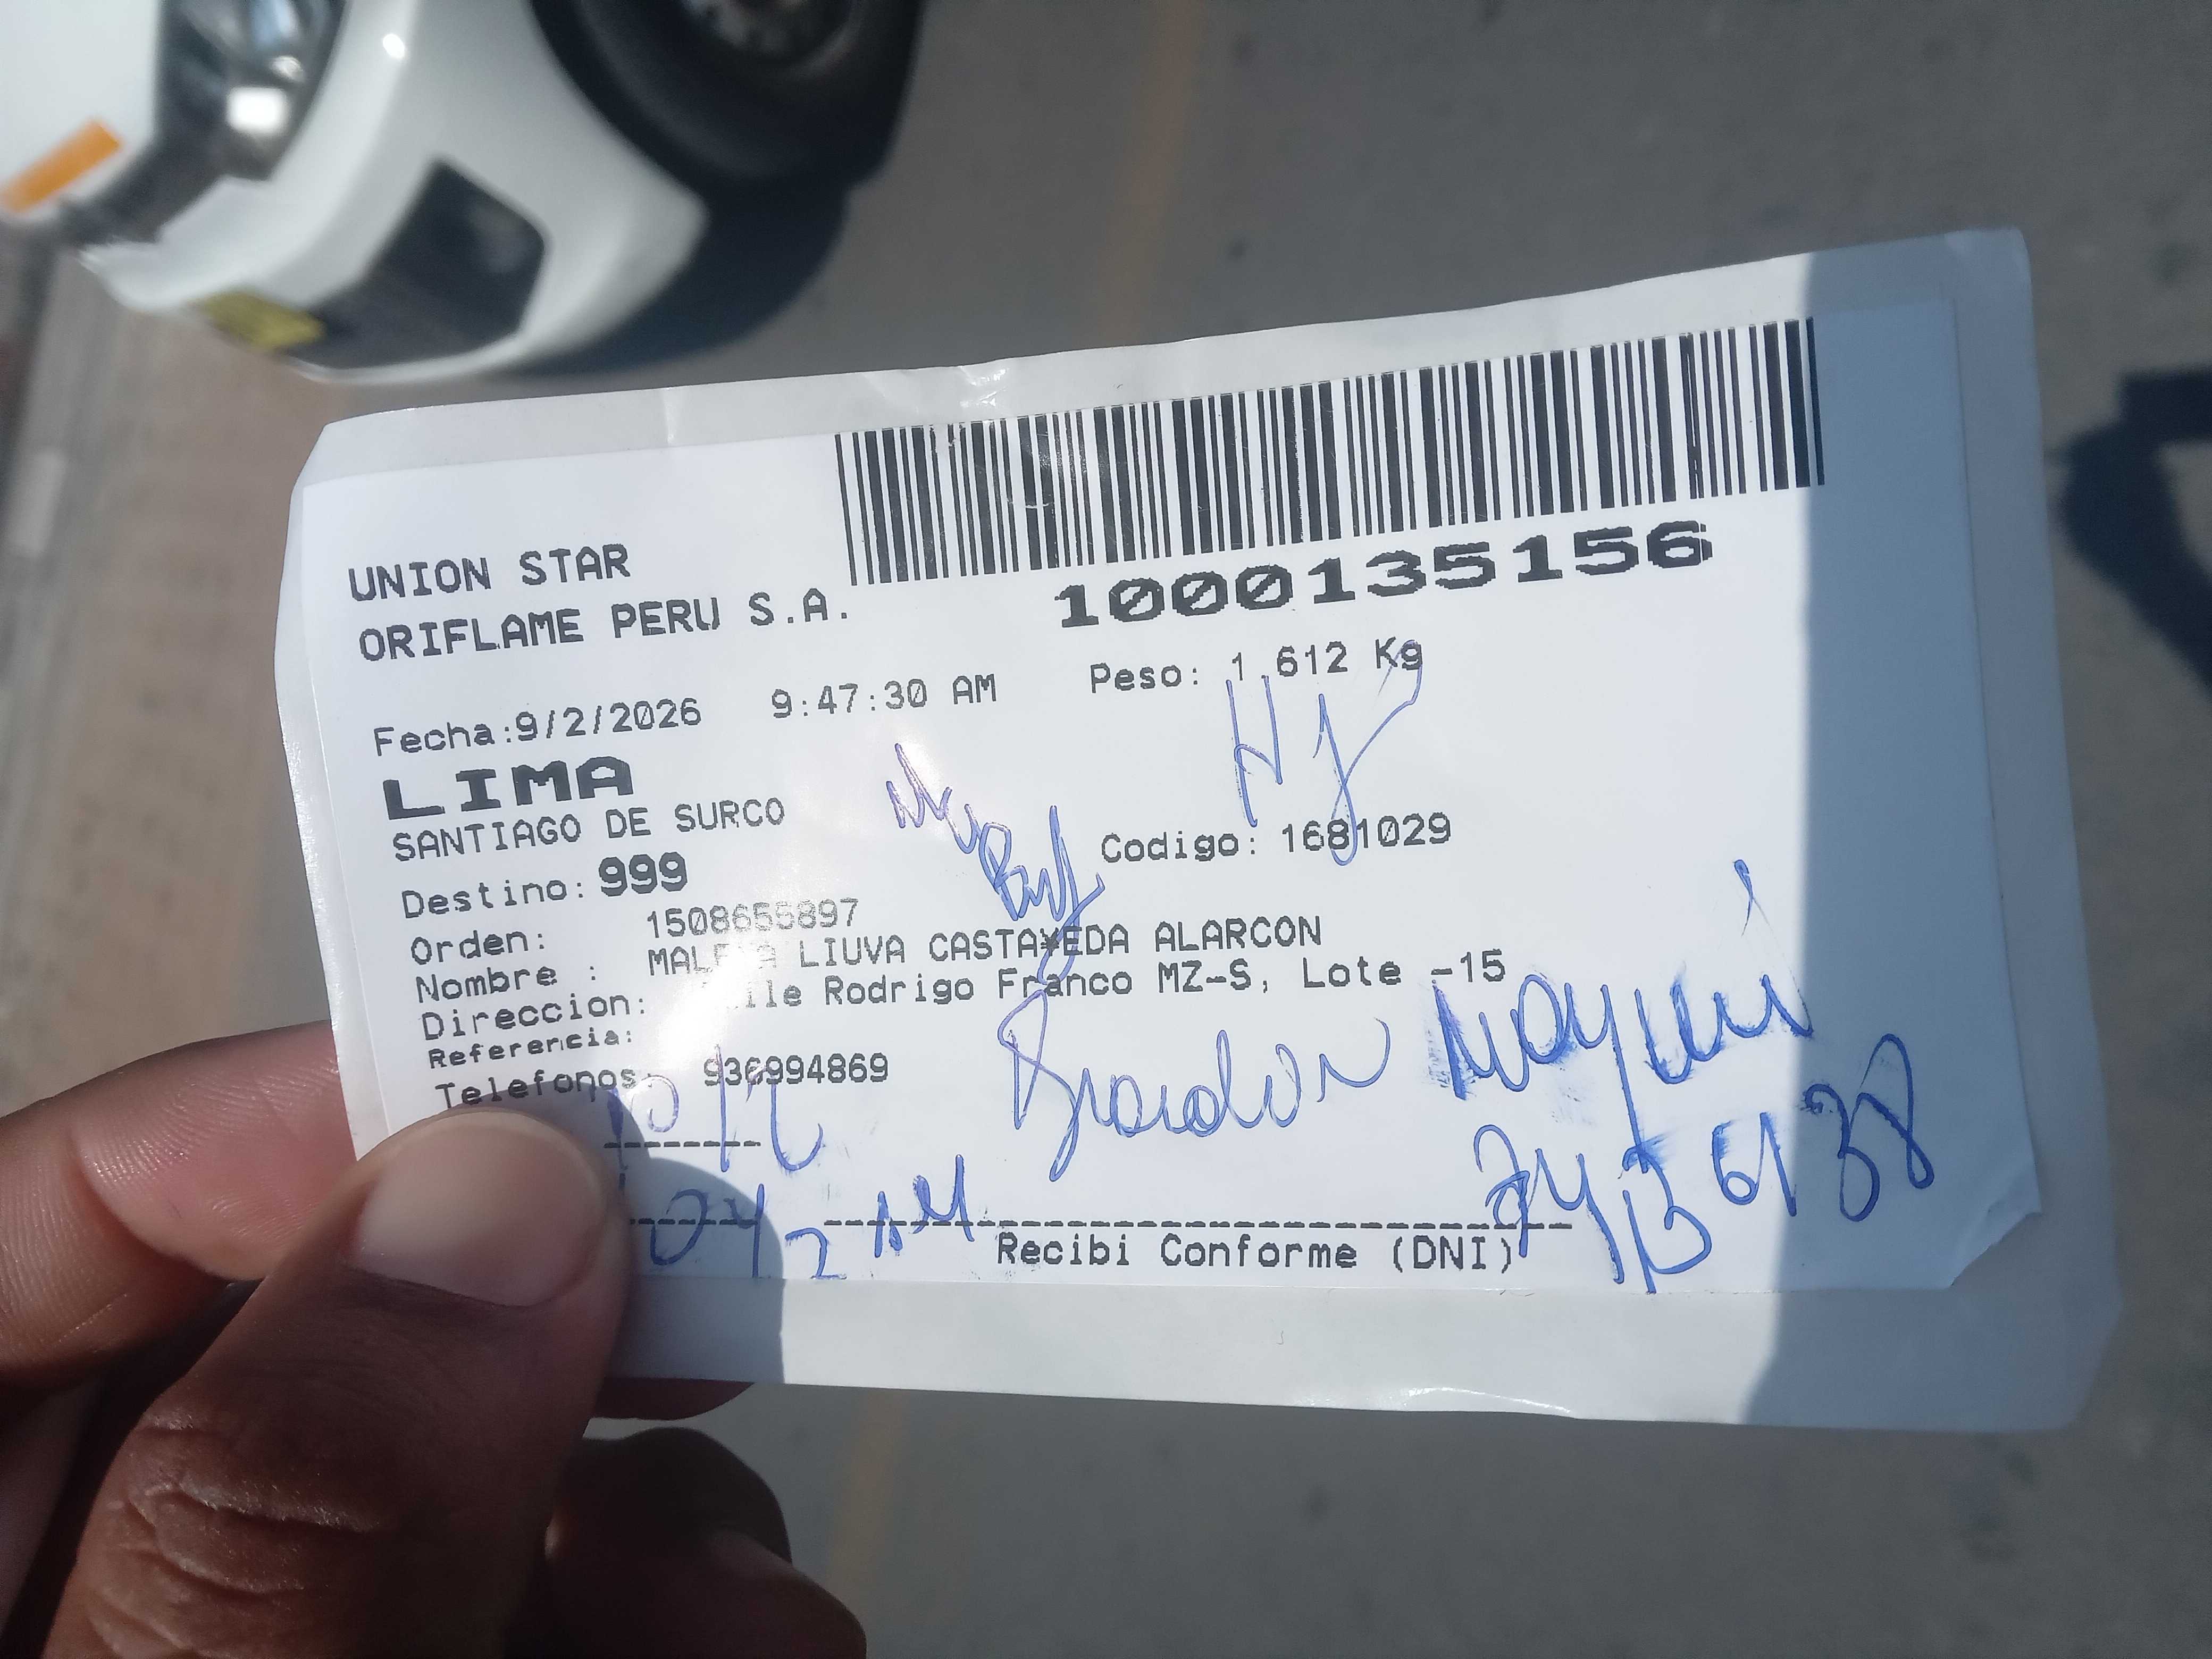 UNION STAR
ORIFLAME PERU S.A.
1000135156
Fecha:9/2/2026 9:47:30 AM Peso: 1.612 Kg
LIMA
SANTIAGO DE SURCO
Destino: 999 Codigo: 1681029
Orden: 1508655897
Nombre : LIUVA CASTA¥EDA ALARCON
Direccion: Rodrigo Franco MZ-S, Lote -15
Referencia:
Telefonos: 936994869
Brandon
Recibi Conforme (DNI)